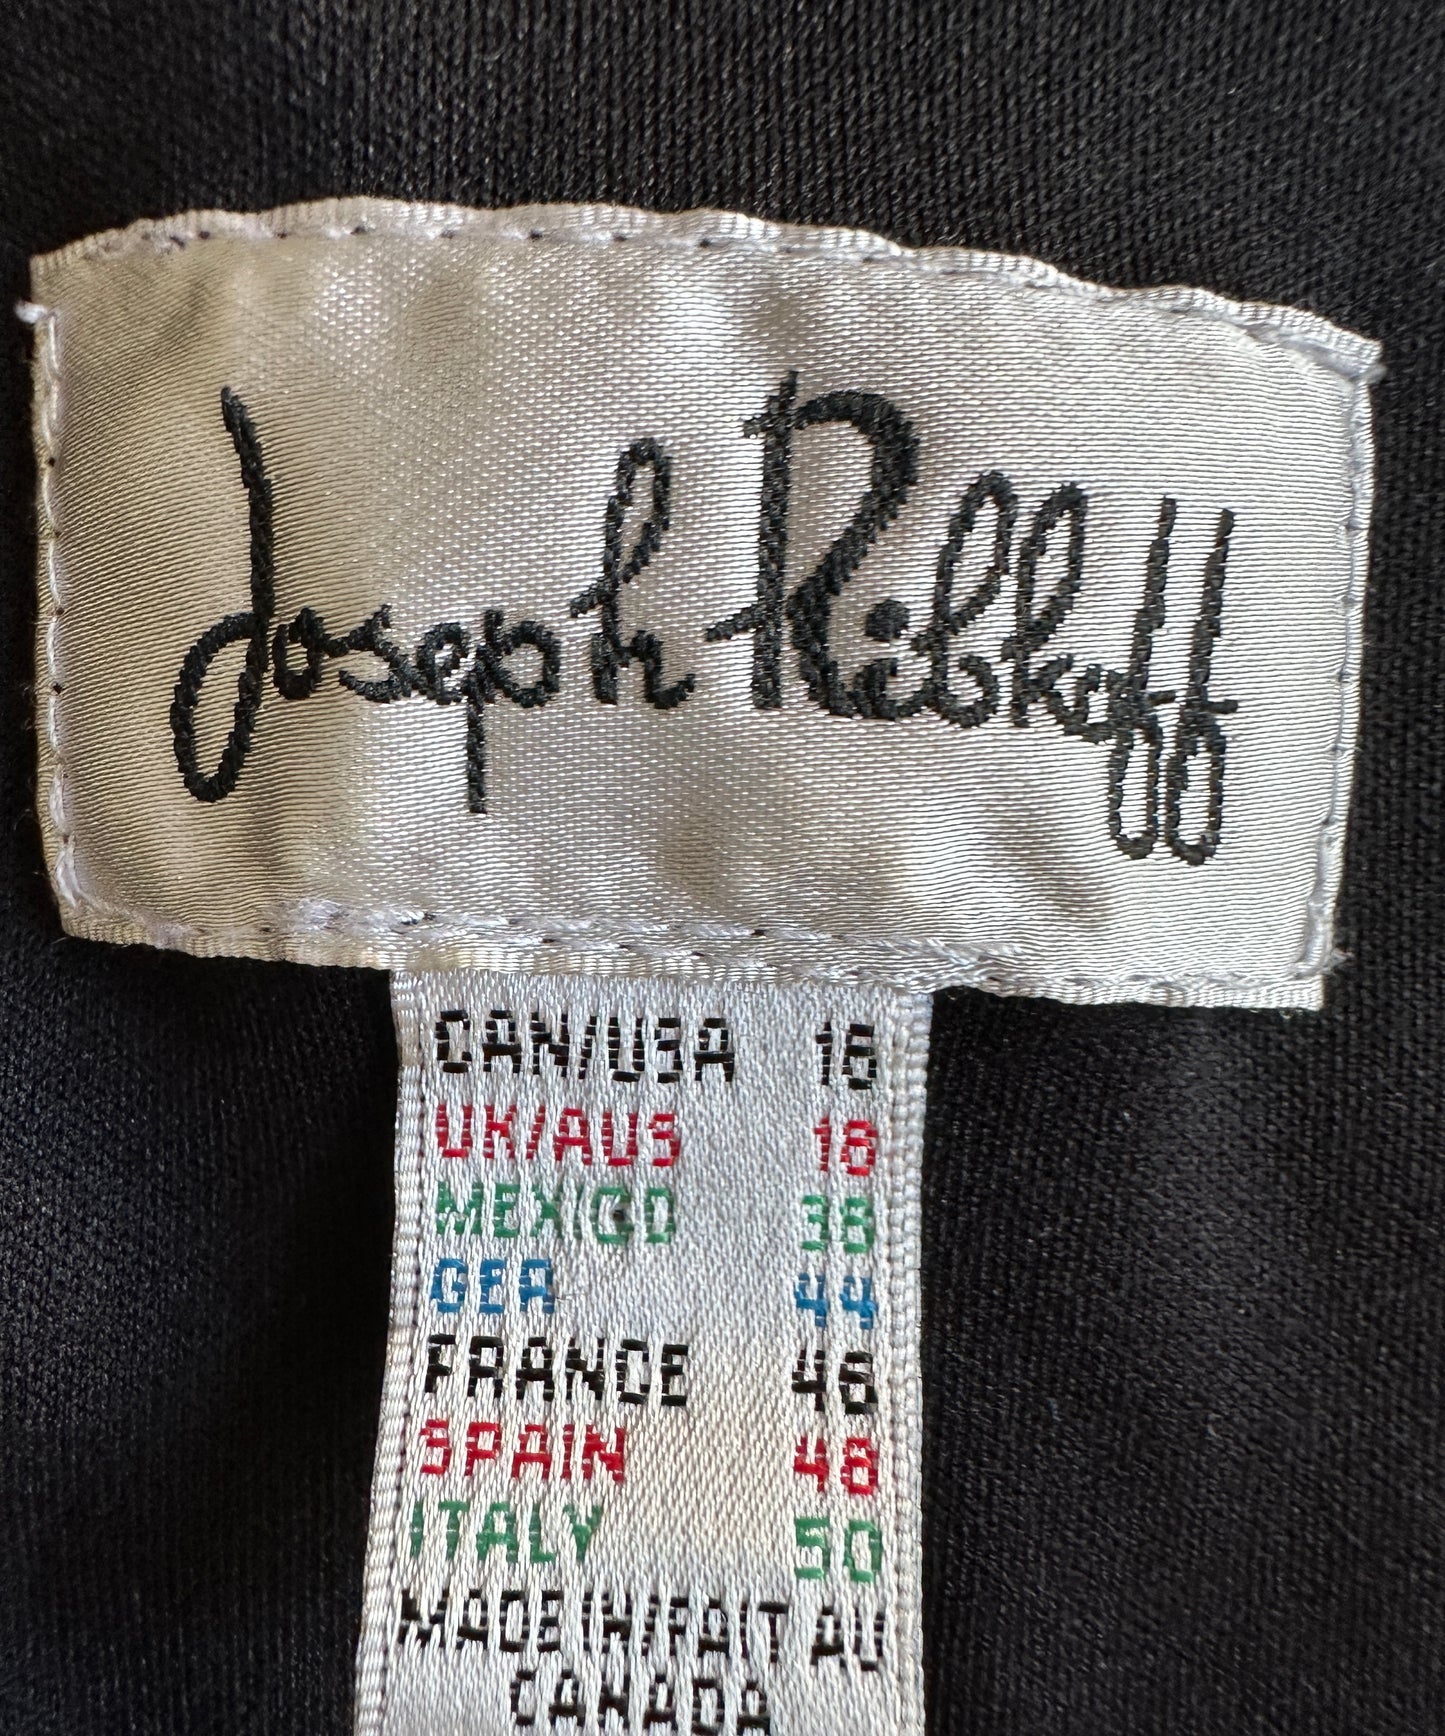 Joseph Ribkoff
CAN/USA 16
UK/AUS 18
MEXICO 38
GER 44
FRANCE 46
SPAIN 48
ITALY 50
MADE IN/FAIT AU
CANADA